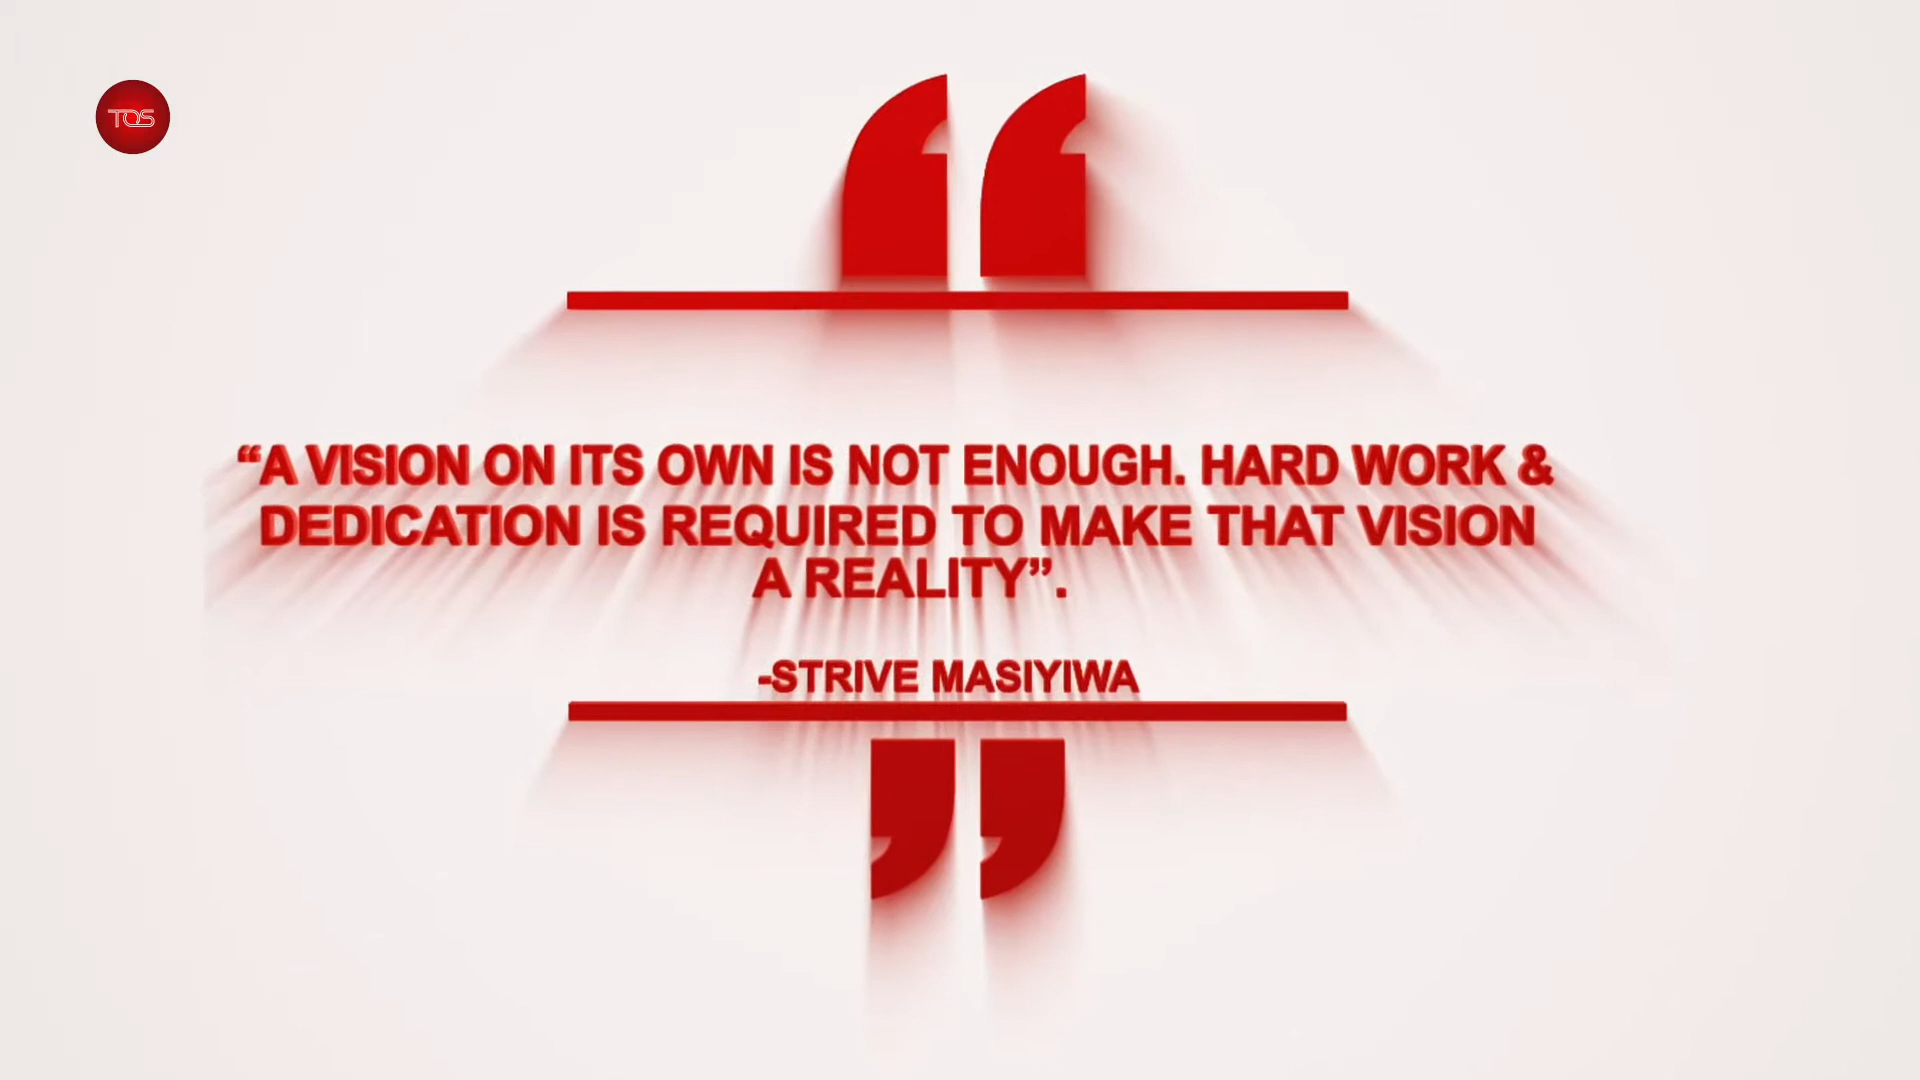 TOS
“A VISION ON ITS OWN IS NOT ENOUGH. HARD WORK &
DEDICATION IS REQUIRED TO MAKE THAT VISION
A REALITY”.
-STRIVE MASIYIWA